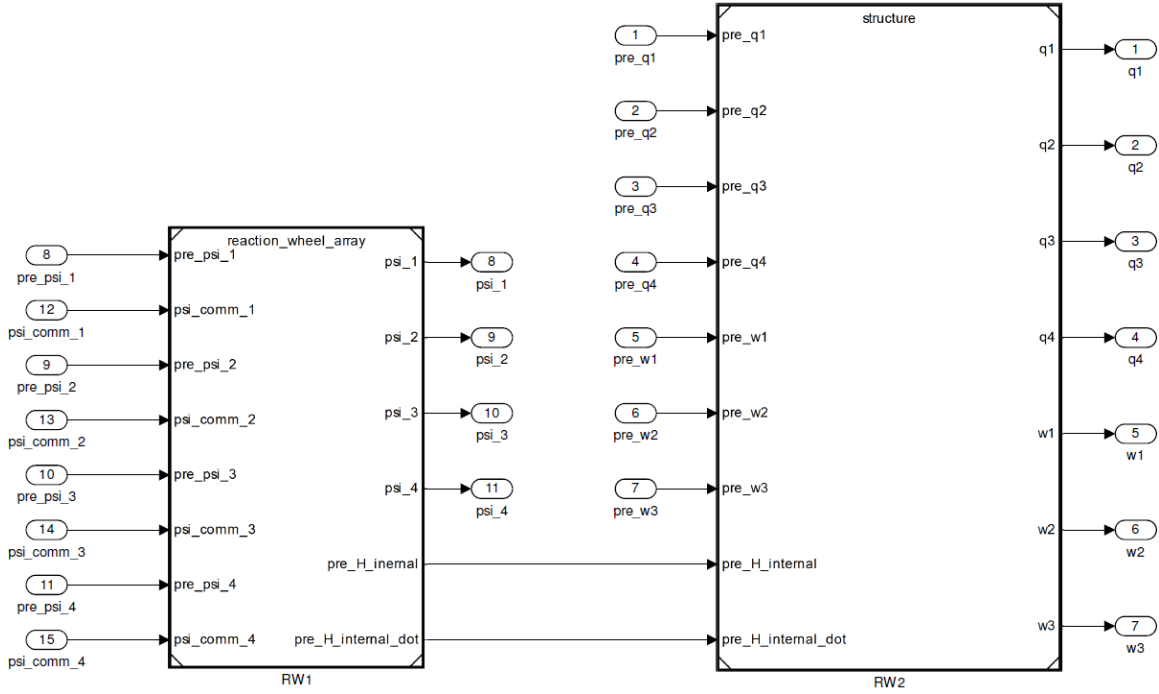 structure
1
pre_q1
pre_q1
q1
1
q1
2
pre_q2
pre_q2
q2
2
q2
3
pre_q3
pre_q3
q3
3
q3
4
pre_q4
pre_q4
q4
4
q4
5
pre_w1
pre_w1
w1
5
w1
6
pre_w2
pre_w2
w2
6
w2
7
pre_w3
pre_w3
w3
7
w3
pre_H_internal
pre_H_internal_dot
RW2
reaction_wheel_array
8
pre_psi_1
pre_psi_1
12
psi_comm_1
psi_comm_1
9
pre_psi_2
pre_psi_2
13
psi_comm_2
psi_comm_2
10
pre_psi_3
pre_psi_3
14
psi_comm_3
psi_comm_3
11
pre_psi_4
pre_psi_4
15
psi_comm_4
psi_comm_4
psi_1
8
psi_1
psi_2
9
psi_2
psi_3
10
psi_3
psi_4
11
psi_4
pre_H_inernal
pre_H_internal_dot
RW1